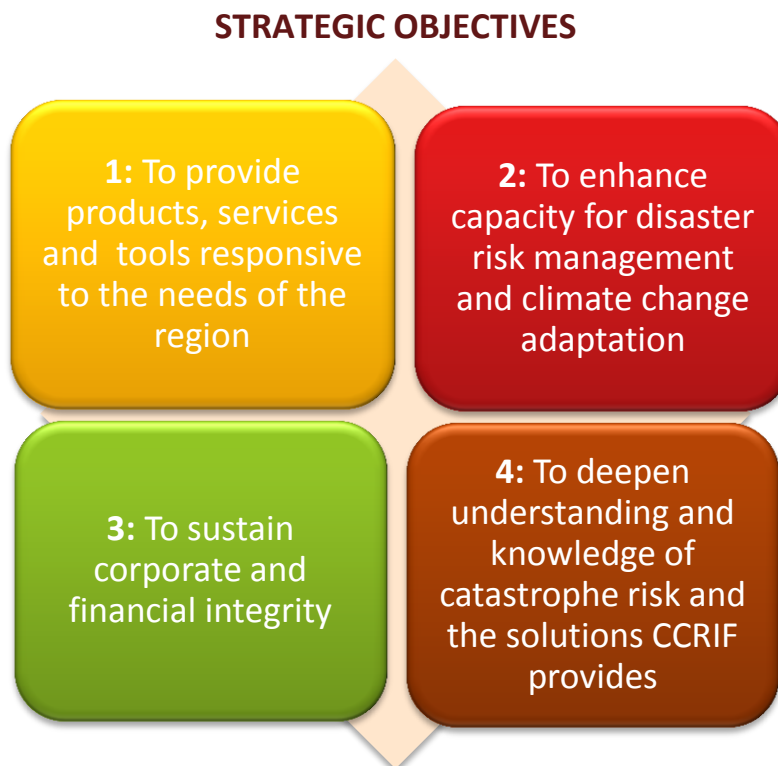 STRATEGIC OBJECTIVES
1: To provide
products, services
and tools responsive
to the needs of the
region
2: To enhance
capacity for disaster
risk management
and climate change
adaptation
3: To sustain
corporate and
financial integrity
4: To deepen
understanding and
knowledge of
catastrophe risk and
the solutions CCRIF
provides